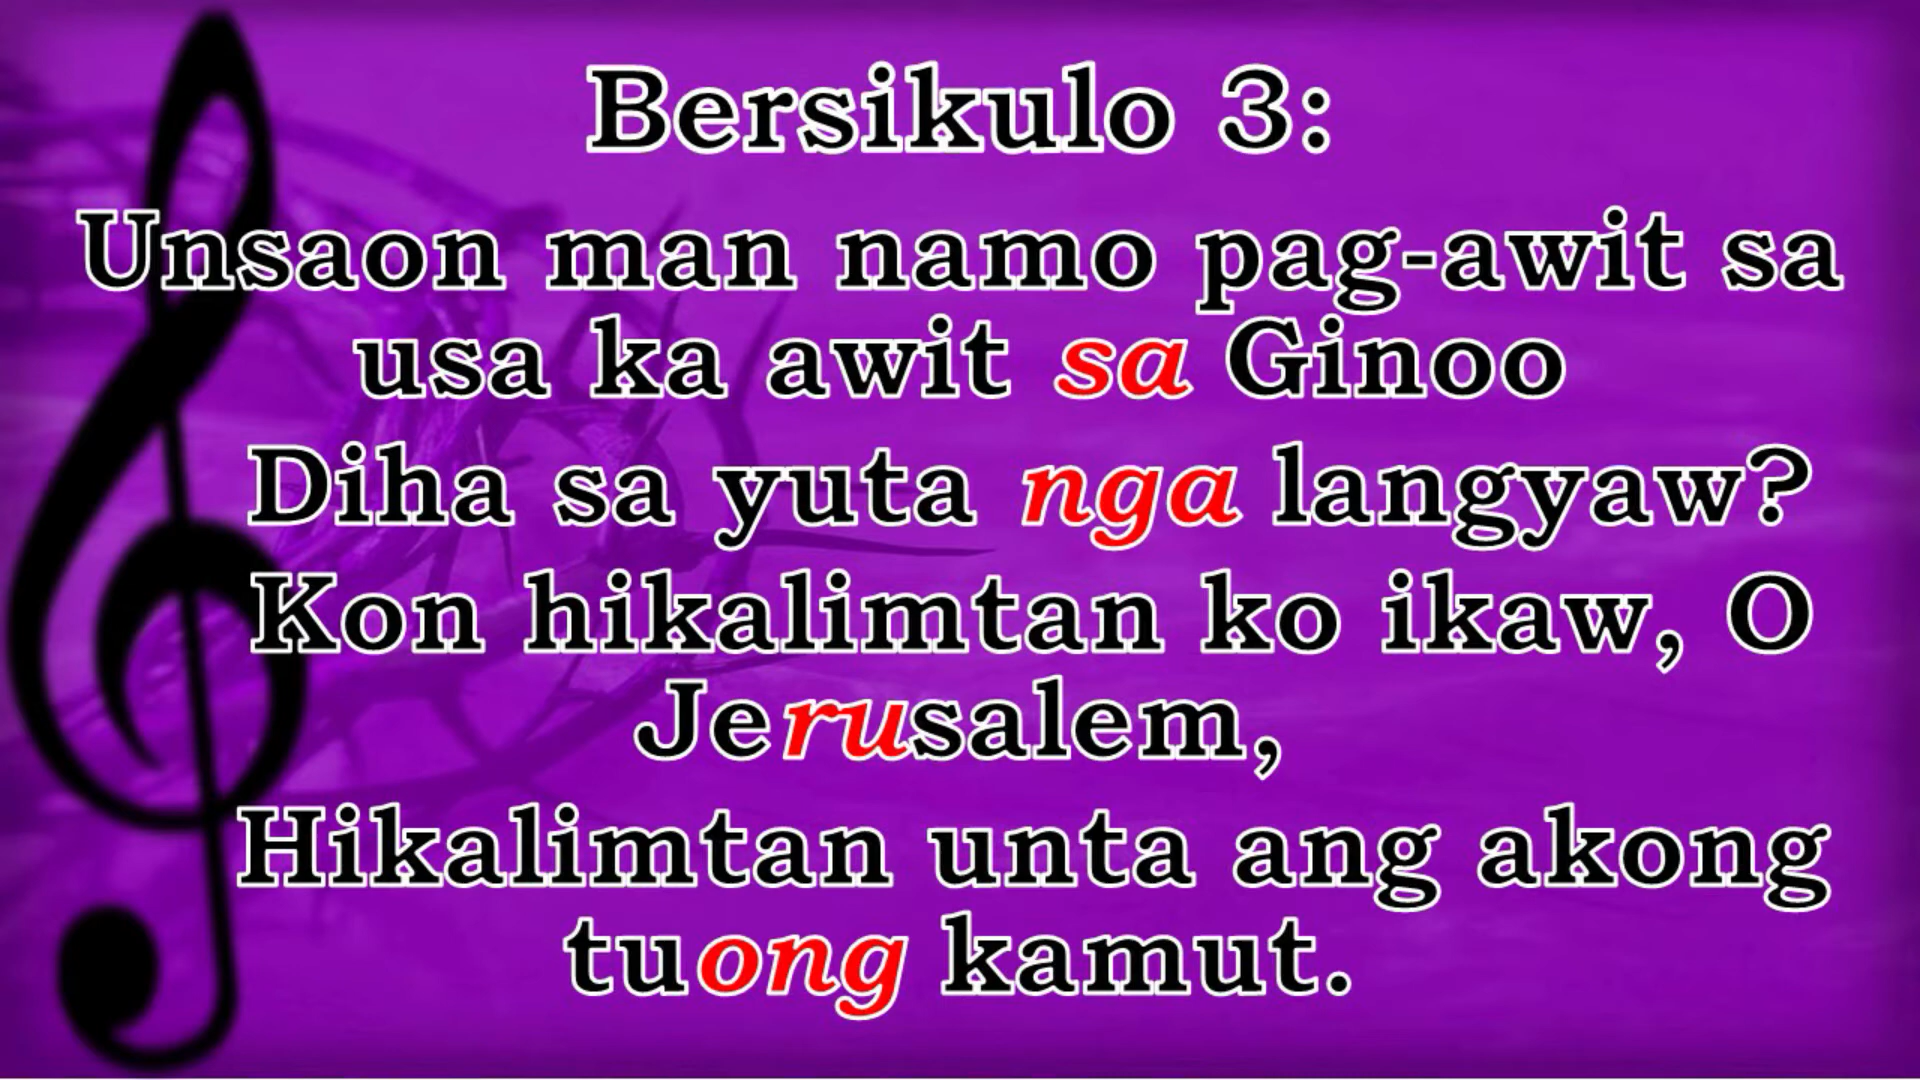 Bersikulo 3:
Unsaon man namo pag-awit sa
usa ka awit sa Ginoo
Diha sa yuta nga langyaw?
Kon hikalimtan ko ikaw, O
Jerusalem,
Hikalimtan unta ang akong
tuong kamut.